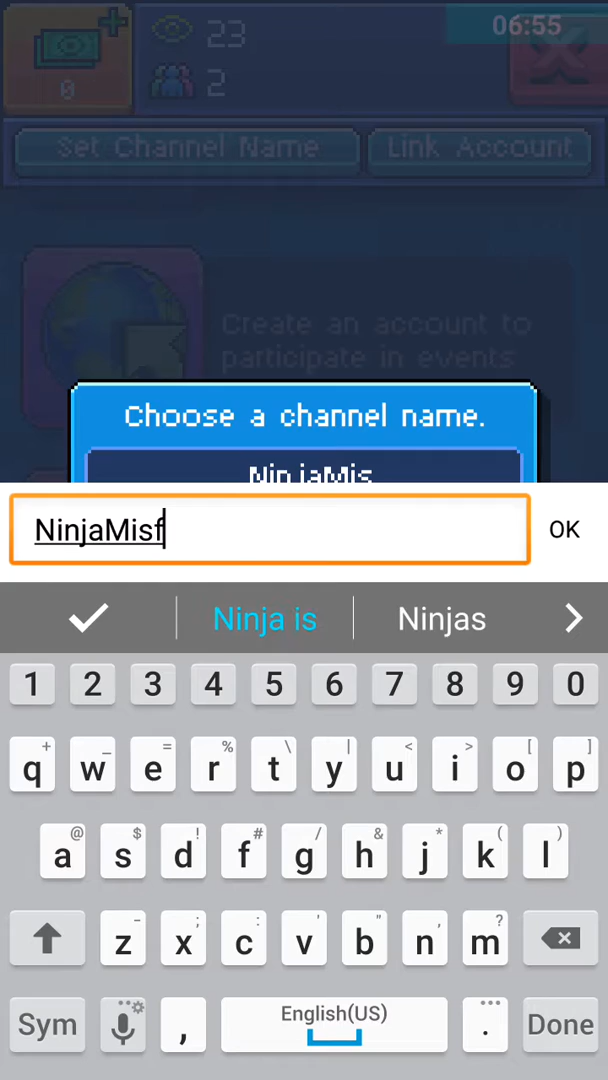 06:55
23
0
2
Set Channel Name
Link Account
Create an account to
participate in events
Choose a channel name.
NinjaMis
NinjaMisf
OK
Ninja is
Ninjas
1 2 3 4 5 6 7 8 9 0
+ _ = % \ | < > [ ]
q w e r t y u i o p
@ $ ! # / & * ( )
a s d f g h j k l
- ; : ' " , ?
z x c v b n m
Sym , English(US) . Done